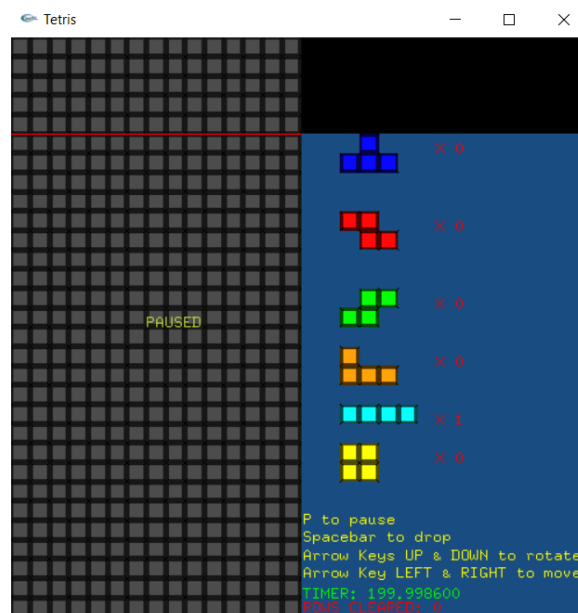 Tetris
X 0
X 0
X 0
PAUSED
X 0
X 1
X 0
P to pause
Spacebar to drop
Arrow Keys UP & DOWN to rotate
Arrow Key LEFT & RIGHT to move
TIMER: 199.998600
ROWS CLEARED: 0